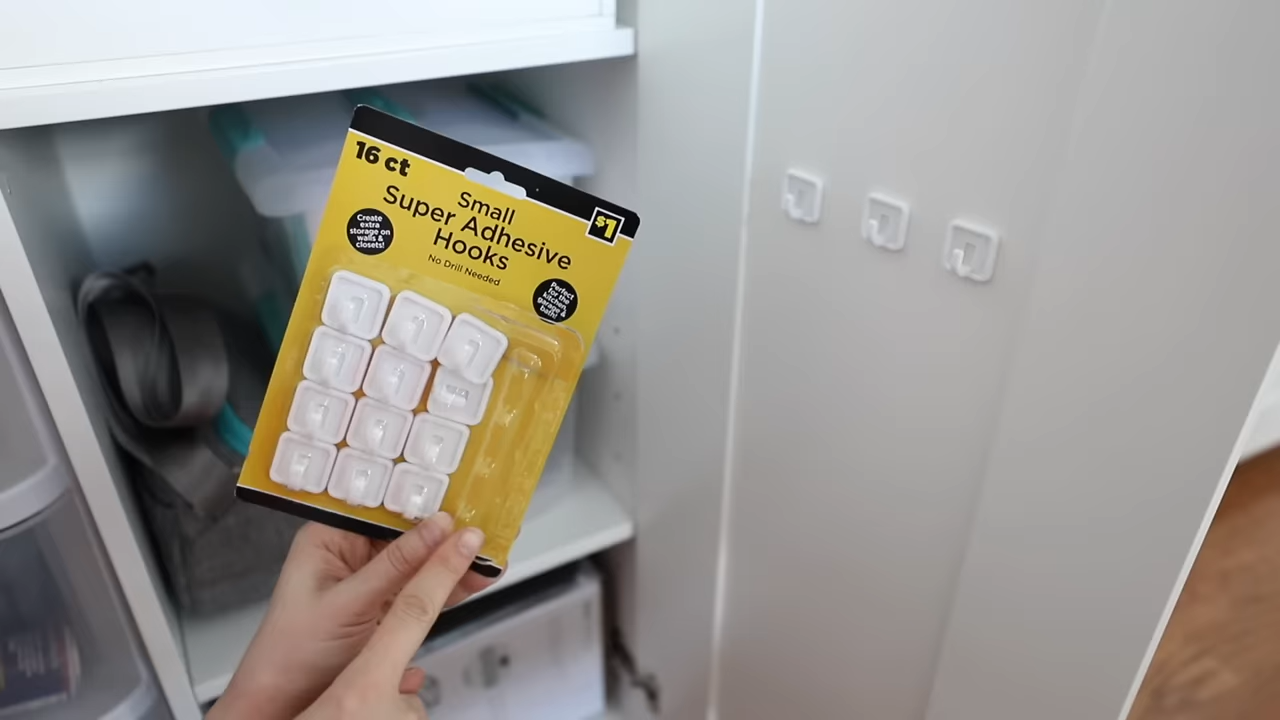 16 ct
$1
Small
Super Adhesive
Hooks
No Drill Needed
Create
extra
storage on
walls &
closets!
Perfect
for the
kitchen,
garage &
bath!